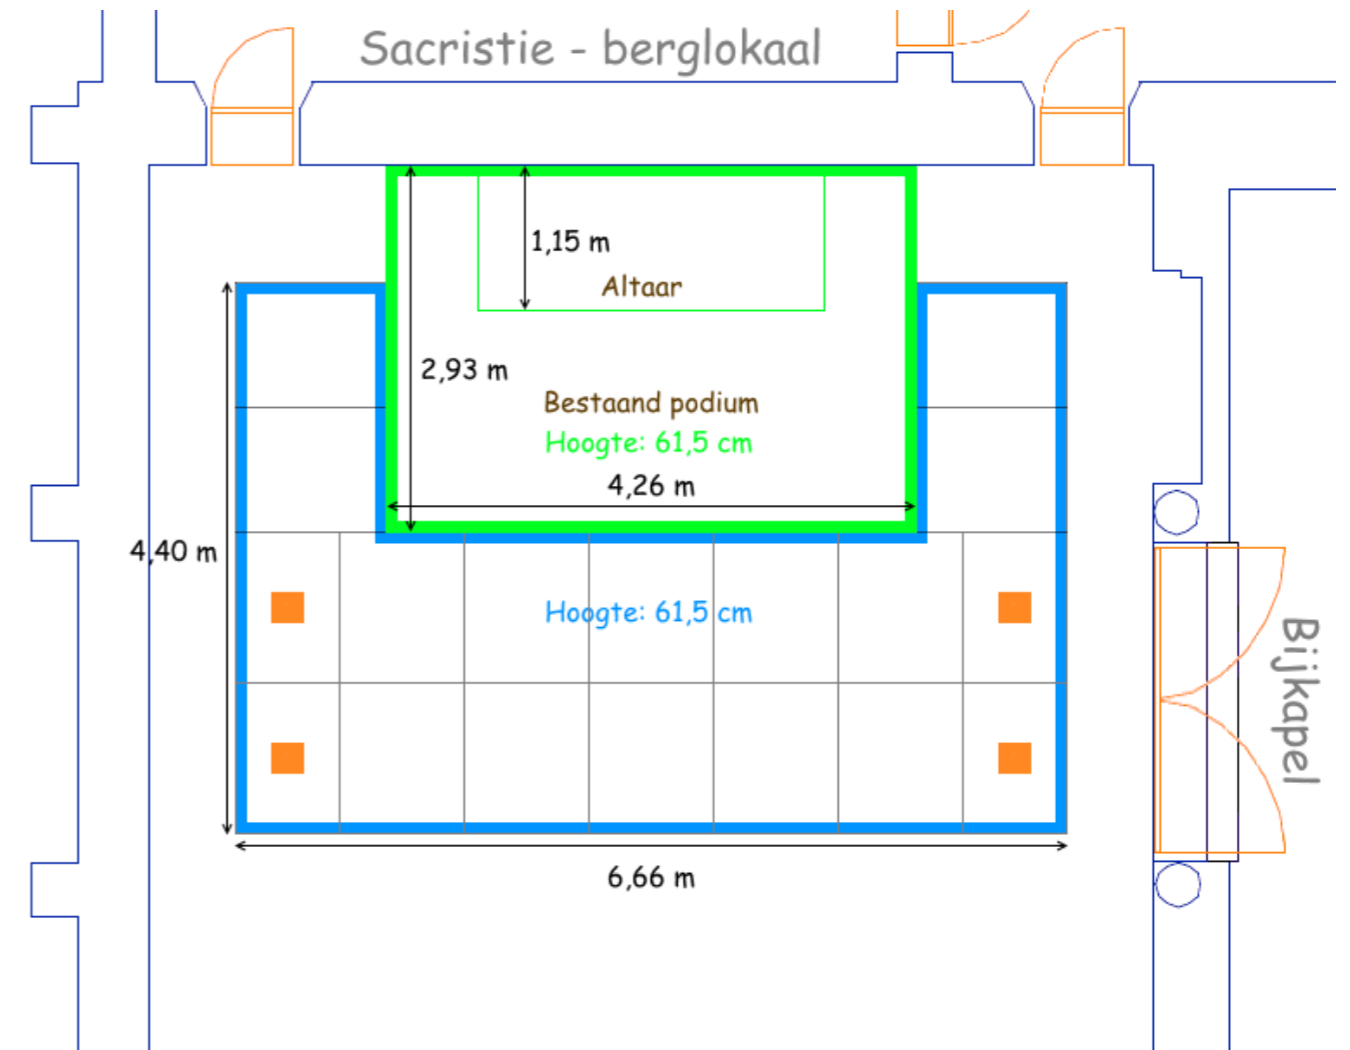 Sacristie - berglokaal
1,15 m
Altaar
2,93 m
Bestaand podium
Hoogte: 61,5 cm
4,26 m
4,40 m
Hoogte: 61,5 cm
Bijkapel
6,66 m